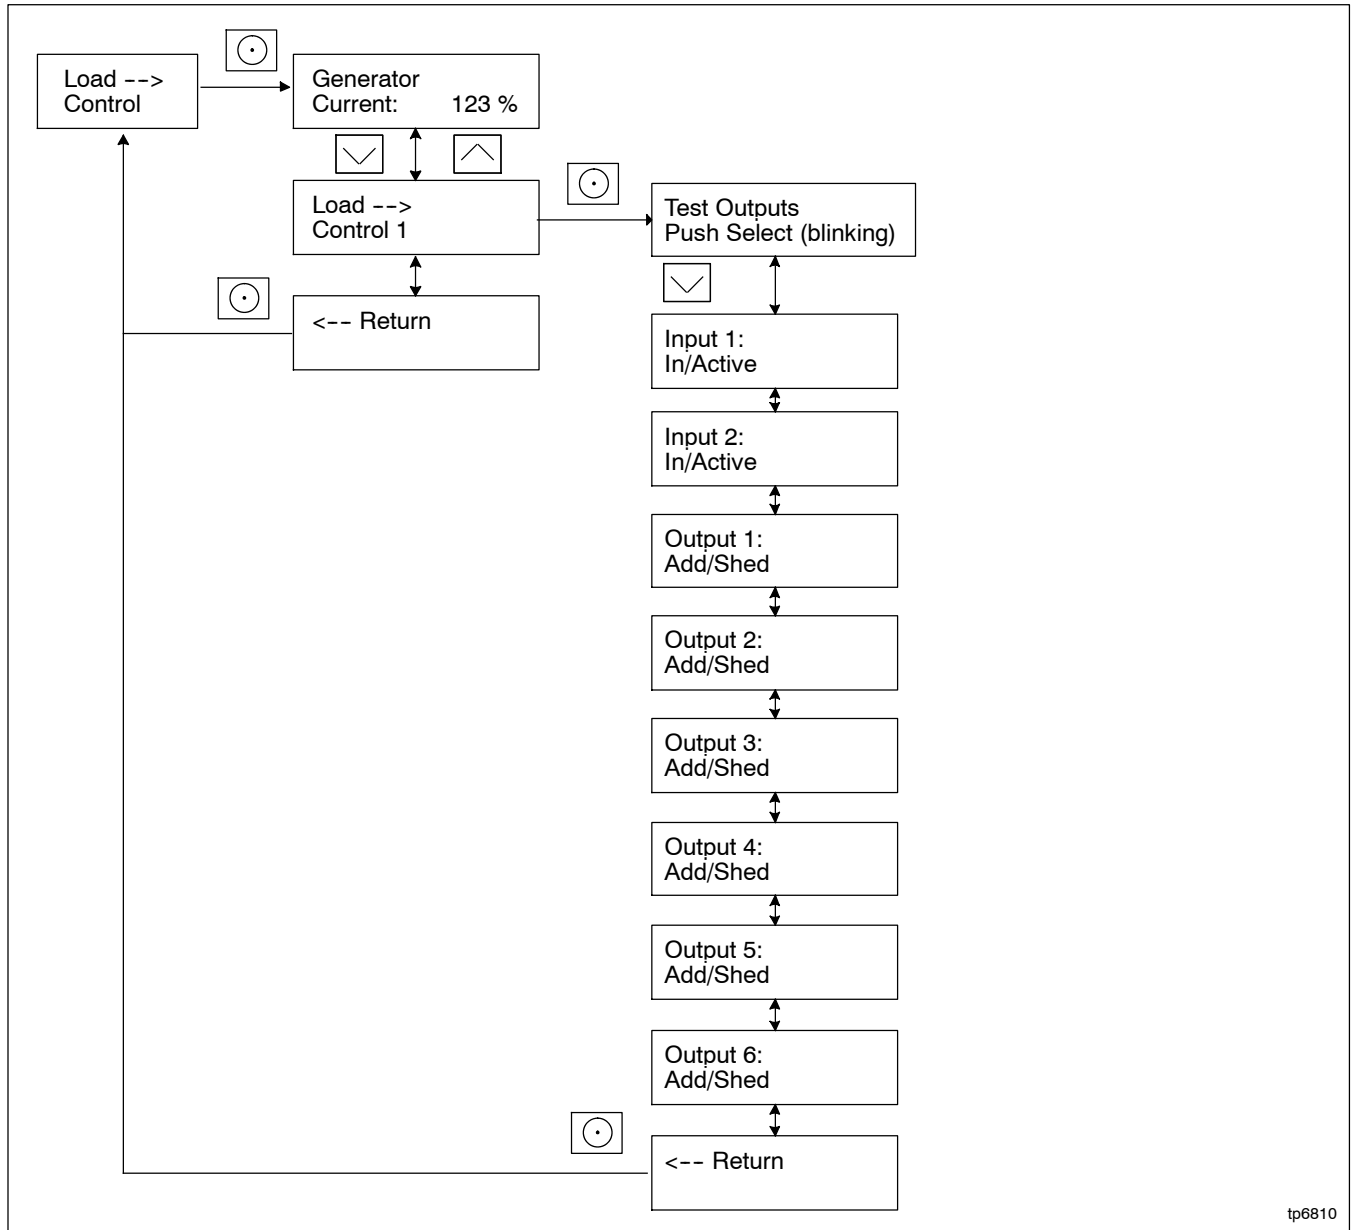 Load -->
Control
Generator
Current: 123 %
Load -->
Control 1
<-- Return
Test Outputs
Push Select (blinking)
Input 1:
In/Active
Input 2:
In/Active
Output 1:
Add/Shed
Output 2:
Add/Shed
Output 3:
Add/Shed
Output 4:
Add/Shed
Output 5:
Add/Shed
Output 6:
Add/Shed
<-- Return
tp6810